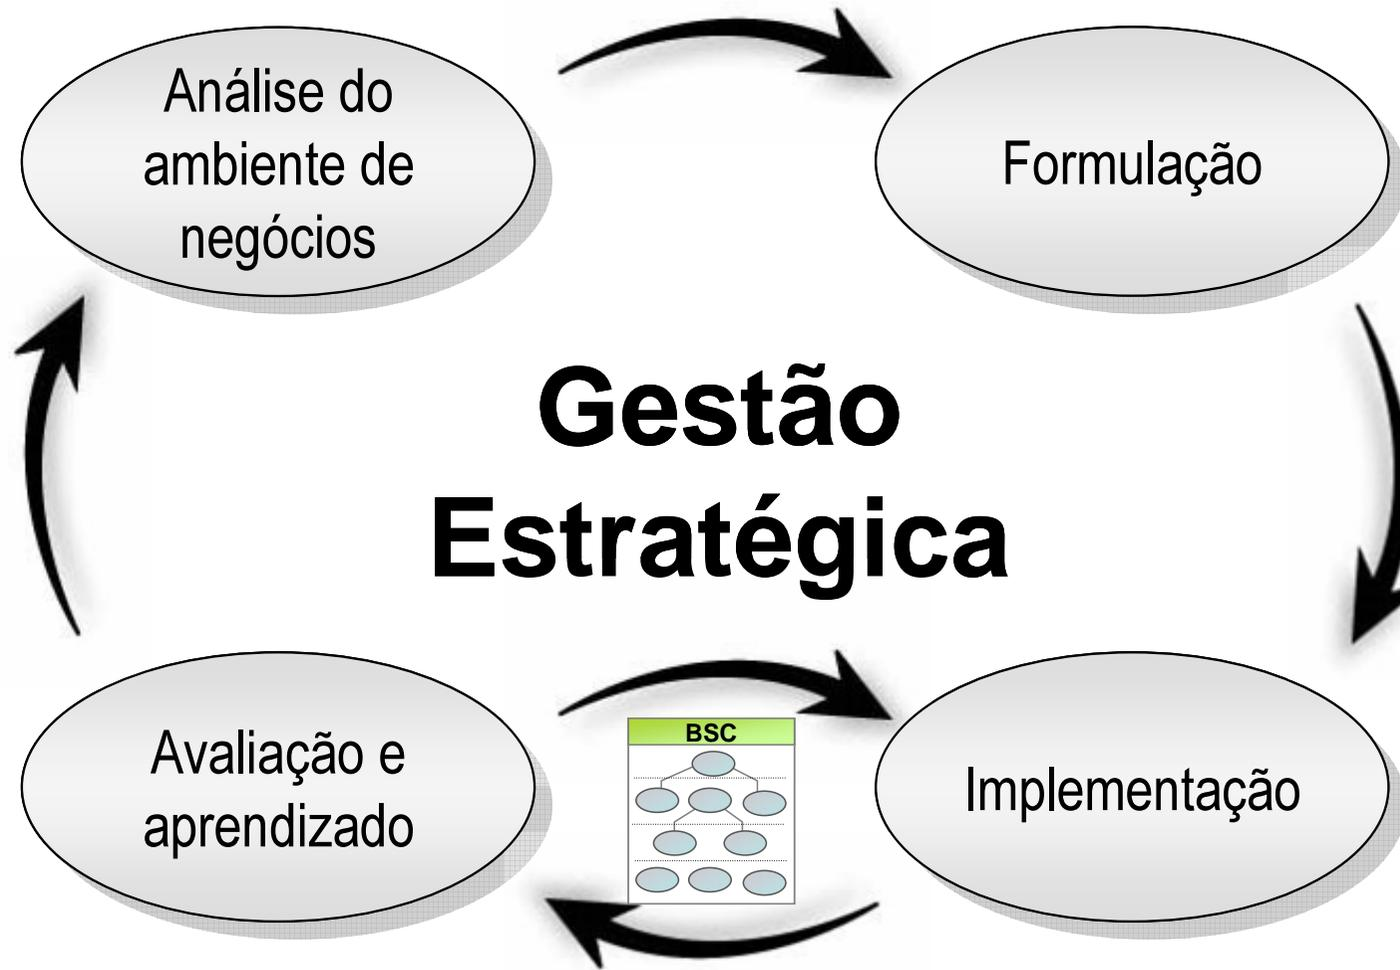 Análise do
ambiente de
negócios
Formulação
Gestão
Estratégica
Avaliação e
aprendizado
BSC
Implementação